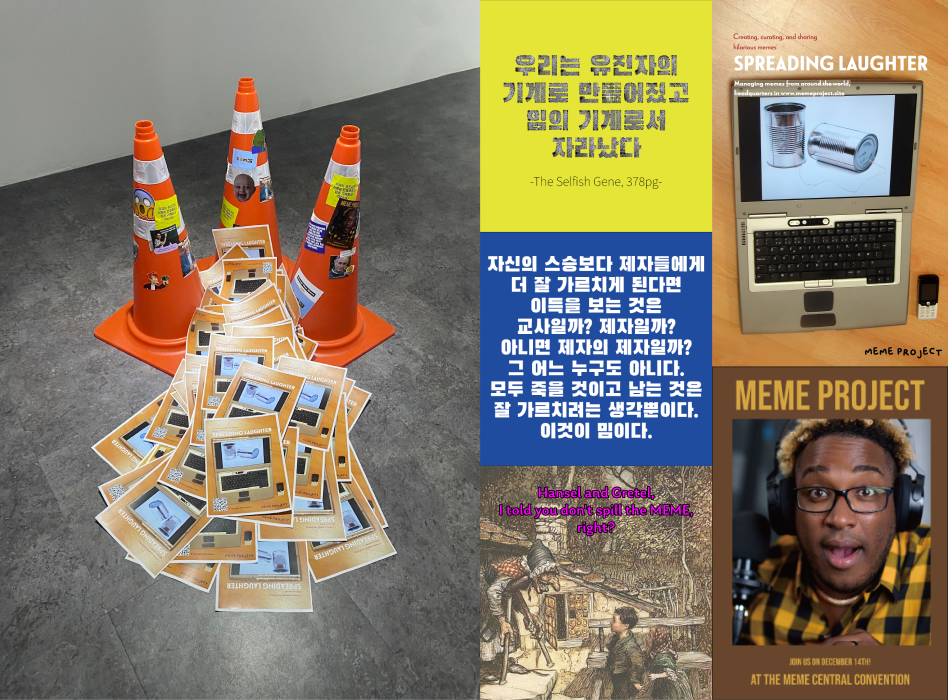 우리는 유전자의
기계로 만들어졌고
밈의 기계로서
자라났다
-The Selfish Gene, 378pg-
자신의 스승보다 제자들에게
더 잘 가르치게 된다면
이득을 보는 것은
교사일까? 제자일까?
아니면 제자의 제자일까?
그 어느 누구도 아니다.
모두 죽을 것이고 남는 것은
잘 가르치려는 생각뿐이다.
이것이 밈이다.
Hansel and Gretel,
I told you don't spill the MEME,
right?
Creating, curating, and sharing
hilarious memes
SPREADING LAUGHTER
Managing memes from around the world,
headquarters in www.memeproject.site
MEME PROJECT
MEME PROJECT
JOIN US ON DECEMBER 14TH!
AT THE MEME CENTRAL CONVENTION
SPREADING LAUGHTER
SPREADING LAUGHTER
SPREADING LAUGHTER